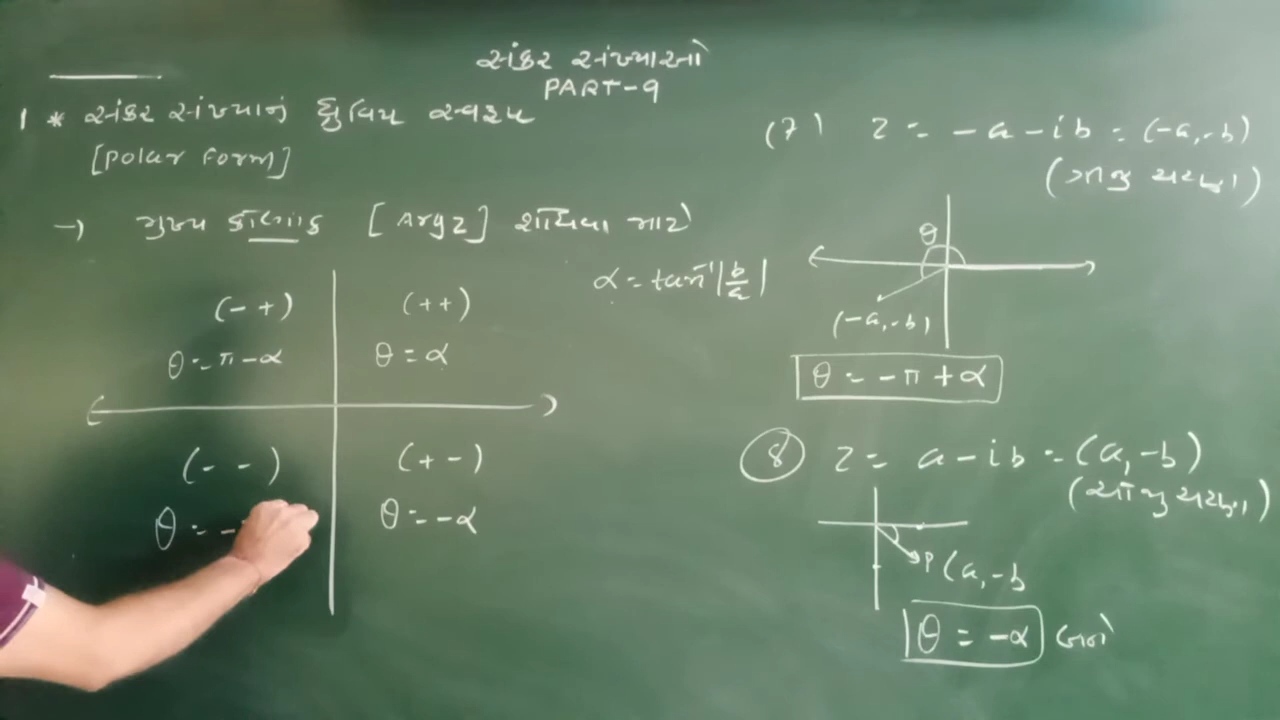 સંકર સંખ્યાઓ
PART-9
1 * સંકર સંખ્યાનું ધ્રુવિય સ્વરૂપ
[Polar Form]
→ મુખ્ય કોણાંક [Arg z] શોધવા માટે
α = tan⁻¹|b/a|
(- +) (+ +)
θ = π - α θ = α
(- -) (+ -)
θ = - θ = -α
(7) z = -a - ib = (-a, -b)
(ત્રીજુ ચરણ)
θ
(-a, -b)
θ = -π + α
8 z = a - ib = (a, -b)
(ચરણ)
P(a, -b
θ = -α